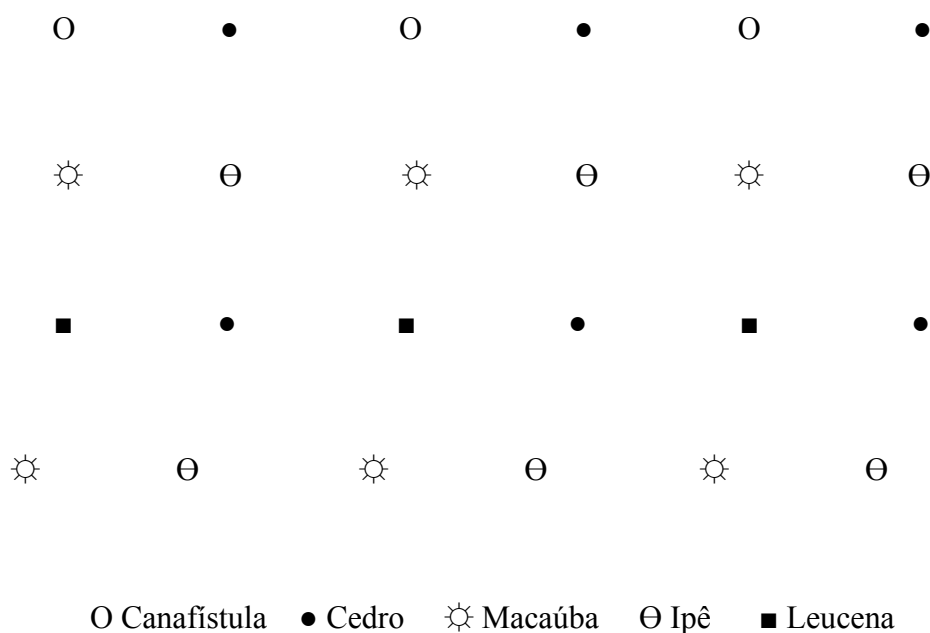 O ● O ● O ●
☼ Ɵ ☼ Ɵ ☼ Ɵ
■ ● ■ ● ■ ●
☼ Ɵ ☼ Ɵ ☼ Ɵ
O Canafístula ● Cedro ☼ Macaúba Ɵ Ipê ■ Leucena